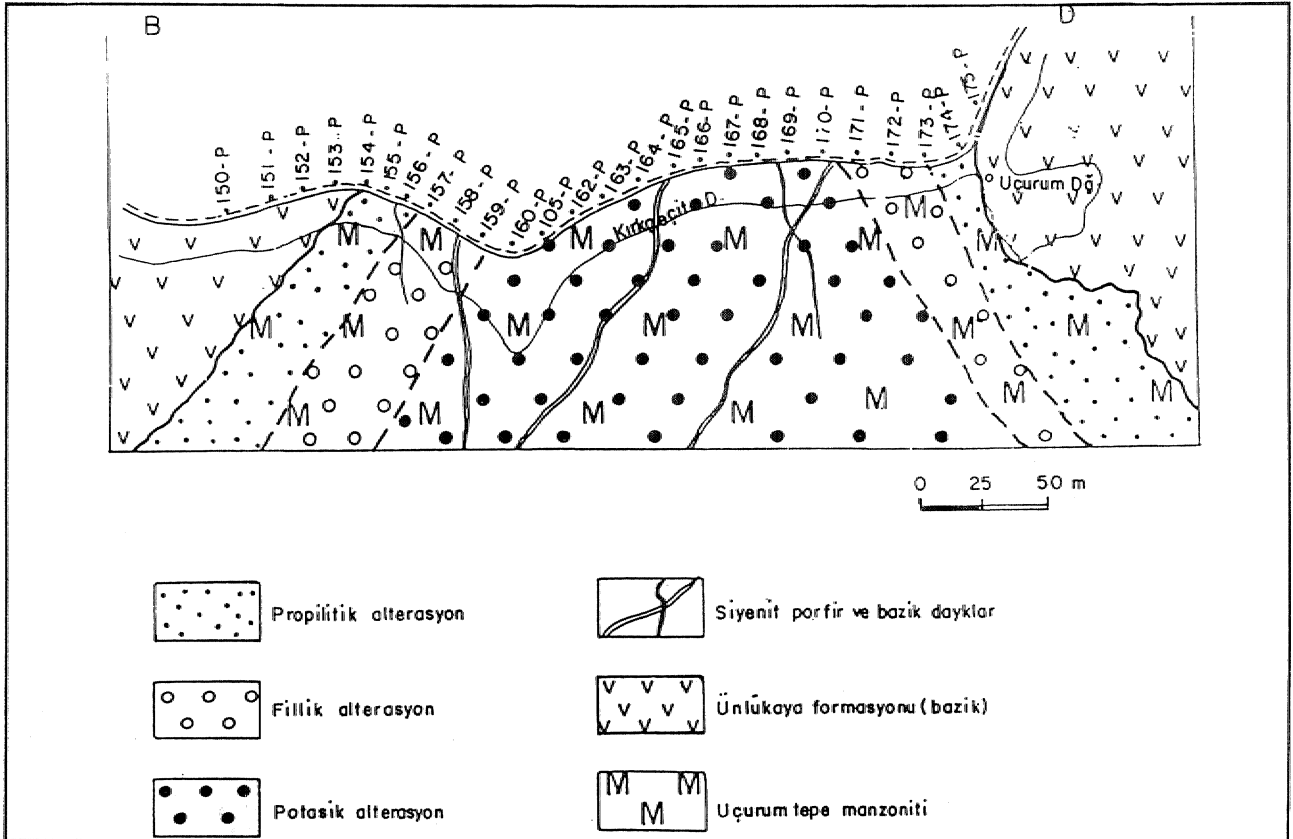 B D
150-P
151-P
152-P
153-P
154-P
155-P
156-P
157-P
158-P
159-P
160-P
105-P
162-P
163-P
164-P
165-P
166-P
167-P
168-P
169-P
170-P
171-P
172-P
173-P
174-P
175-P
Kırkgeçit D.
Uçurum Dğ
V V V V
M M M M M M M
M M M M M M M
M M M M M M M M
0 25 50 m
Propilitik alterasyon
Fillik alterasyon
Potasik alterasyon
Siyenit porfir ve bazik dayklar
V V V
V V V
V V V
Ünlükaya formasyonu (bazik)
M M
M
Uçurum tepe manzoniti